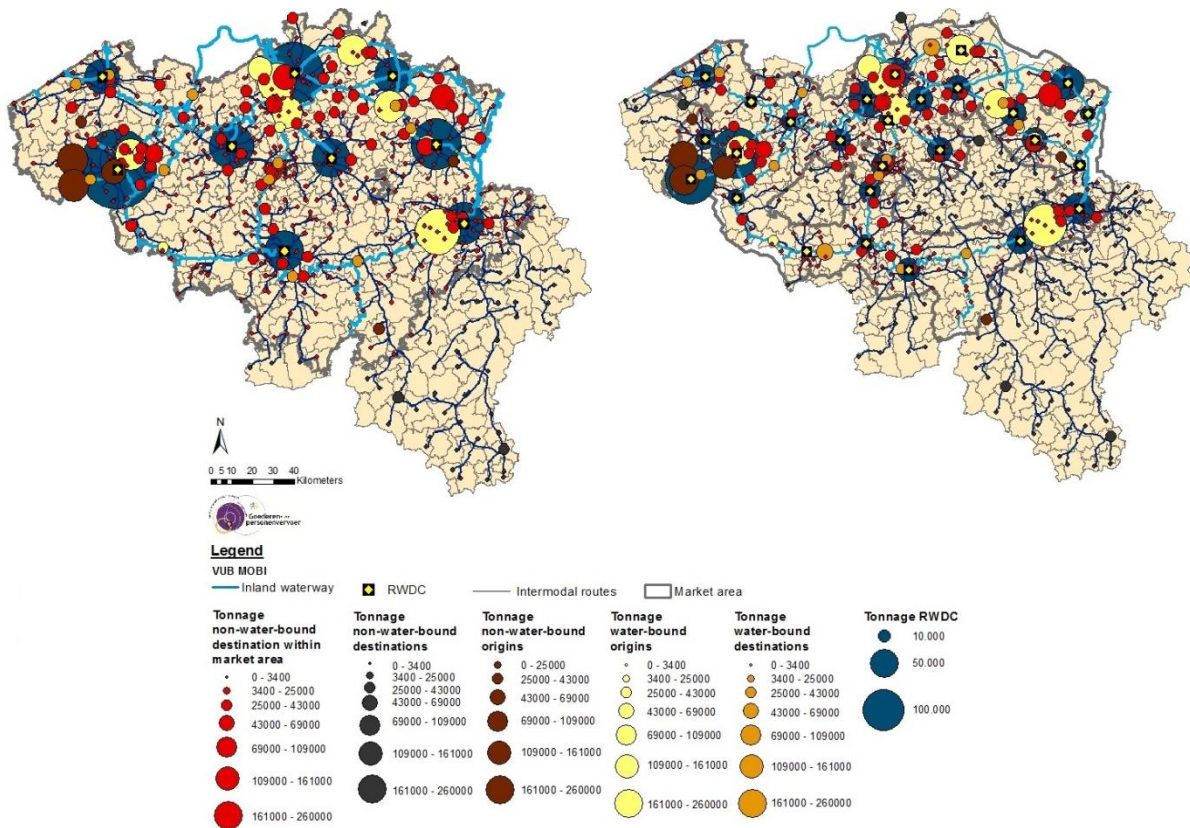 N
0 5 10 20 30 40
Kilometers
Goederen- en
personenvervoer
Legend
VUB MOBI
Inland waterway
RWDC
Intermodal routes
Market area
Tonnage
non-water-bound
destination within
market area
0 - 3400
3400 - 25000
25000 - 43000
43000 - 69000
69000 - 109000
109000 - 161000
161000 - 260000
Tonnage
non-water-bound
destinations
0 - 3400
3400 - 25000
25000 - 43000
43000 - 69000
69000 - 109000
109000 - 161000
161000 - 260000
Tonnage
non-water-bound
origins
0 - 25000
25000 - 43000
43000 - 69000
69000 - 109000
109000 - 161000
161000 - 260000
Tonnage
water-bound
origins
0 - 3400
3400 - 25000
25000 - 43000
43000 - 69000
69000 - 109000
109000 - 161000
161000 - 260000
Tonnage
water-bound
destinations
0 - 3400
3400 - 25000
25000 - 43000
43000 - 69000
69000 - 109000
109000 - 161000
161000 - 260000
Tonnage RWDC
10.000
50.000
100.000